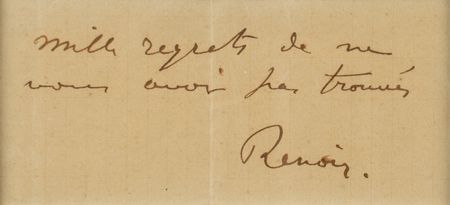 Mille regrets de ne
vous avoir pas trouvés
Renoir.